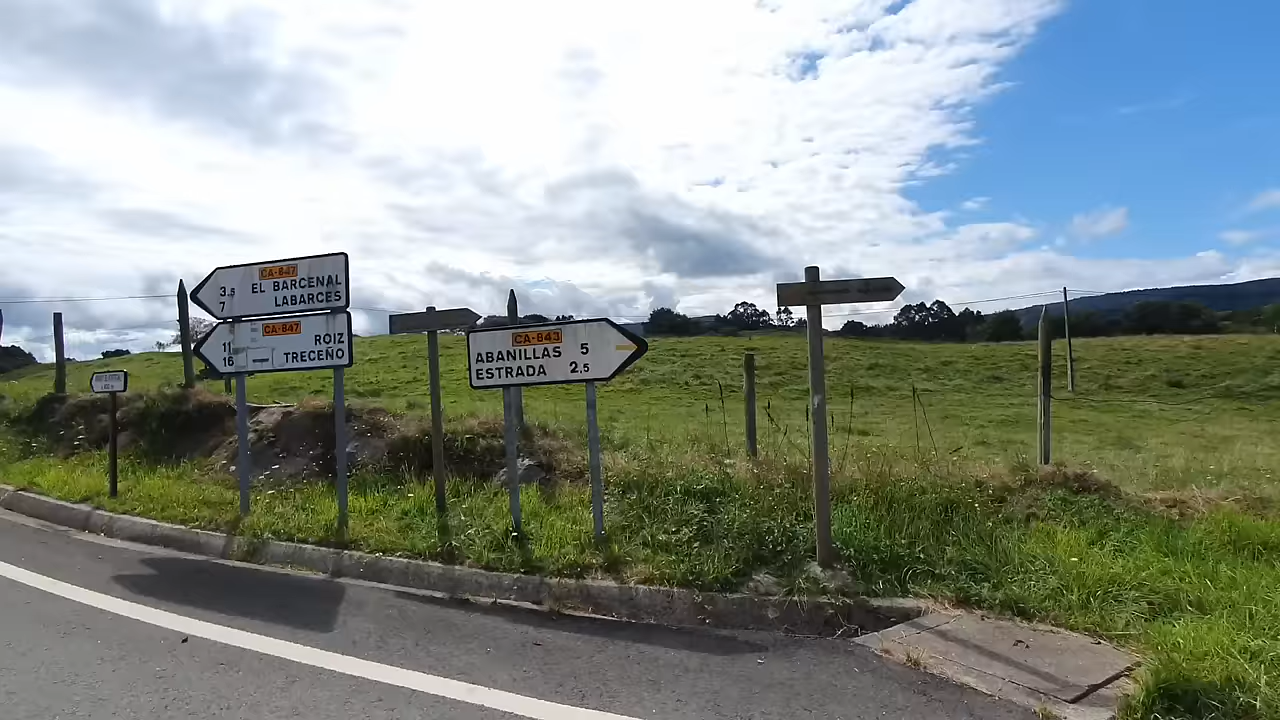 CA-847
3.5 EL BARCENAL
7 LABARCES
CA-847
11 ROIZ
16 TRECEÑO
CA-843
ABANILLAS 5
ESTRADA 2,5